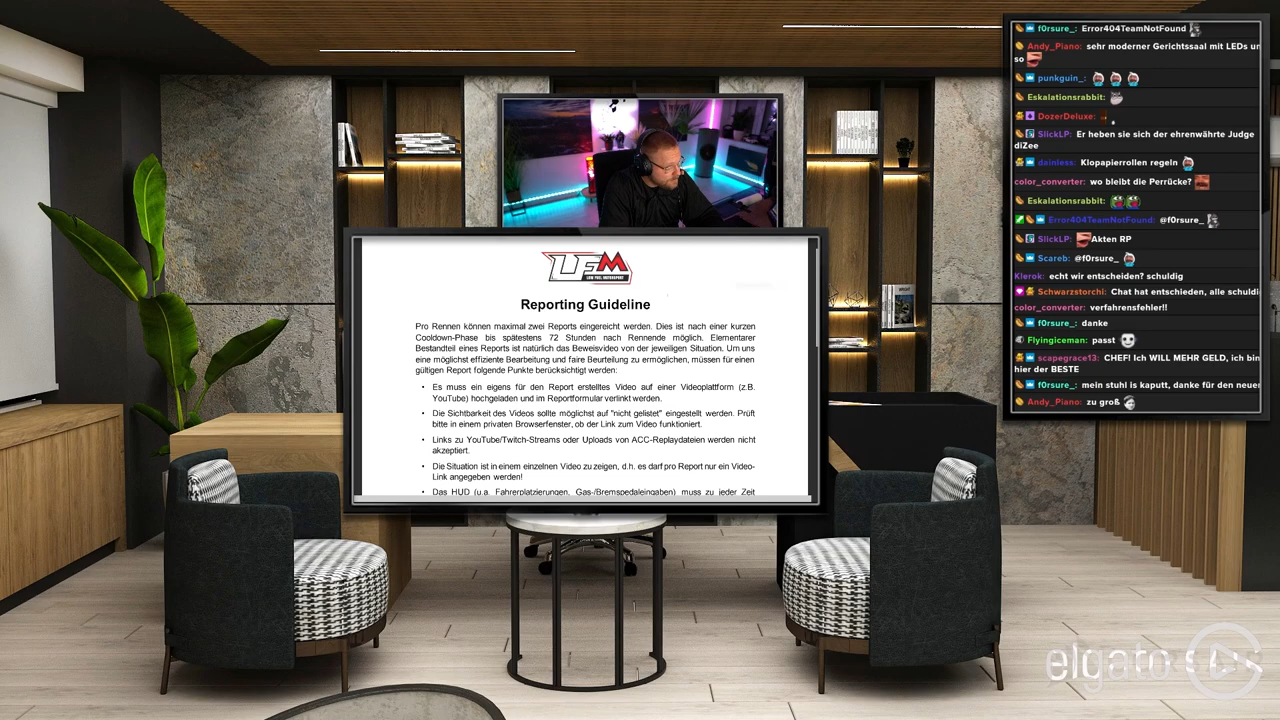 LFM
LOW FUEL MOTORSPORT
Reporting Guideline
Pro Rennen können maximal zwei Reports eingereicht werden. Dies ist nach einer kurzen
Cooldown-Phase bis spätestens 72 Stunden nach Rennende möglich. Elementarer
Bestandteil eines Reports ist natürlich das Beweisvideo von der jeweiligen Situation. Um uns
eine möglichst effiziente Bearbeitung und faire Beurteilung zu ermöglichen, müssen für einen
gültigen Report folgende Punkte berücksichtigt werden:
• Es muss ein eigens für den Report erstelltes Video auf einer Videoplattform (z.B.
YouTube) hochgeladen und im Reportformular verlinkt werden.
• Die Sichtbarkeit des Videos sollte möglichst auf "nicht gelistet" eingestellt werden. Prüft
bitte in einem privaten Browserfenster, ob der Link zum Video funktioniert.
• Links zu YouTube/Twitch-Streams oder Uploads von ACC-Replaydateien werden nicht
akzeptiert.
• Die Situation ist in einem einzelnen Video zu zeigen, d.h. es darf pro Report nur ein Video-
Link angegeben werden!
• Das HUD (u.a. Fahrerplatzierungen, Gas-/Bremspedaleingaben) muss zu jeder Zeit
f0rsure_: Error404TeamNotFound
Andy_Piano: sehr moderner Gerichtssaal mit LEDs un
so
punkguin_:
Eskalationsrabbit:
DozerDeluxe:
SlickLP: Er heben sie sich der ehrenwährte Judge
diZee
dainless: Klopapierrollen regeln
color_converter: wo bleibt die Perrücke?
Eskalationsrabbit:
Error404TeamNotFound: @f0rsure_
SlickLP: Akten RP
Scareb: @f0rsure_
Klerok: echt wir entscheiden? schuldig
Schwarzstorchi: Chat hat entschieden, alle schuldi
color_converter: verfahrensfehler!!
f0rsure_: danke
Flyingiceman: passt
scapegrace13: CHEF! Ich WILL MEHR GELD, ich bin
hier der BESTE
f0rsure_: mein stuhl is kaputt, danke für den neuen
Andy_Piano: zu groß
elgato